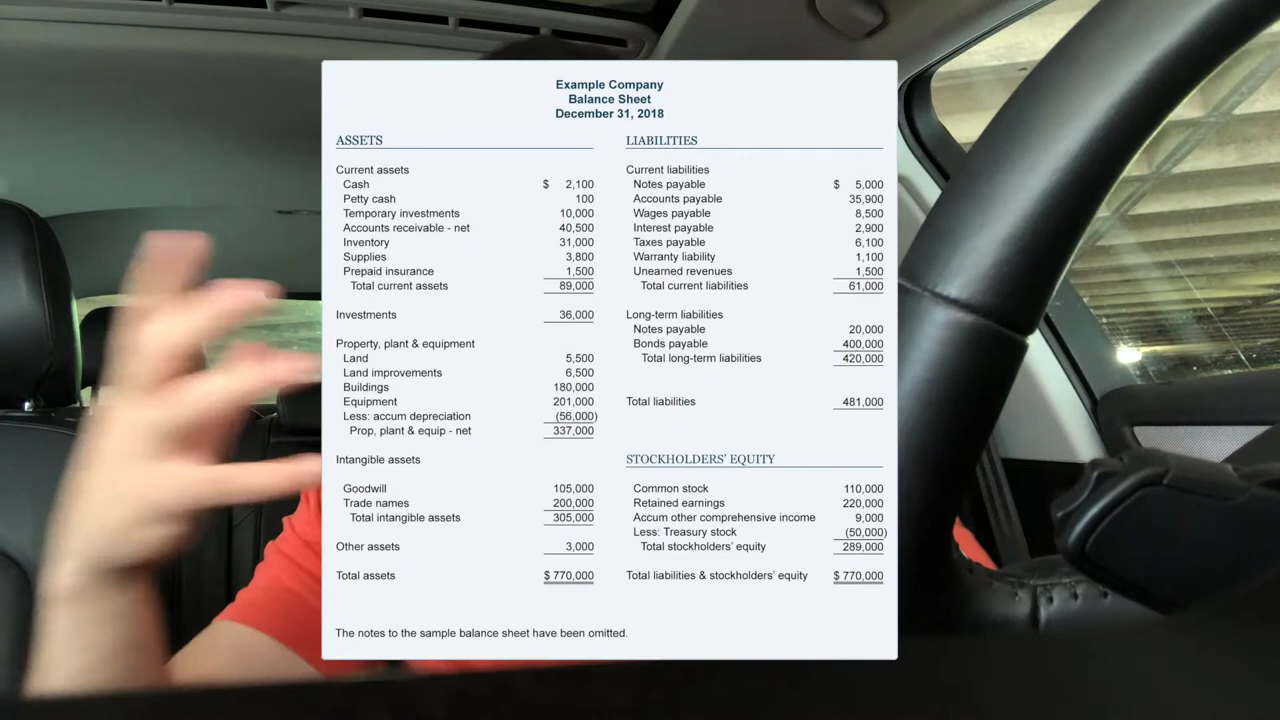 Example Company
Balance Sheet
December 31, 2018
ASSETS
Current assets
Cash $ 2,100
Petty cash 100
Temporary investments 10,000
Accounts receivable - net 40,500
Inventory 31,000
Supplies 3,800
Prepaid insurance 1,500
Total current assets 89,000
Investments 36,000
Property, plant & equipment
Land 5,500
Land improvements 6,500
Buildings 180,000
Equipment 201,000
Less: accum depreciation (56,000)
Prop, plant & equip - net 337,000
Intangible assets
Goodwill 105,000
Trade names 200,000
Total intangible assets 305,000
Other assets 3,000
Total assets $ 770,000
LIABILITIES
Current liabilities
Notes payable $ 5,000
Accounts payable 35,900
Wages payable 8,500
Interest payable 2,900
Taxes payable 6,100
Warranty liability 1,100
Unearned revenues 1,500
Total current liabilities 61,000
Long-term liabilities
Notes payable 20,000
Bonds payable 400,000
Total long-term liabilities 420,000
Total liabilities 481,000
STOCKHOLDERS' EQUITY
Common stock 110,000
Retained earnings 220,000
Accum other comprehensive income 9,000
Less: Treasury stock (50,000)
Total stockholders' equity 289,000
Total liabilities & stockholders' equity $ 770,000
The notes to the sample balance sheet have been omitted.